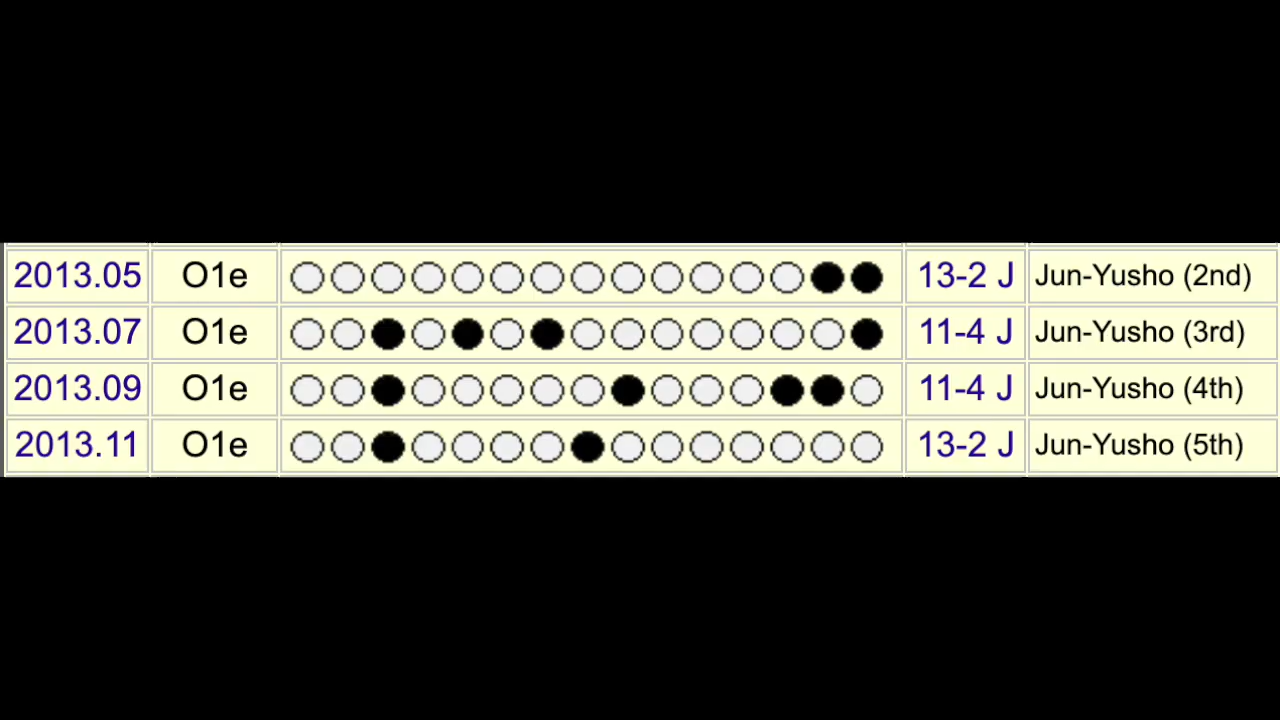 2013.05 O1e 13-2 J Jun-Yusho (2nd)
2013.07 O1e 11-4 J Jun-Yusho (3rd)
2013.09 O1e 11-4 J Jun-Yusho (4th)
2013.11 O1e 13-2 J Jun-Yusho (5th)